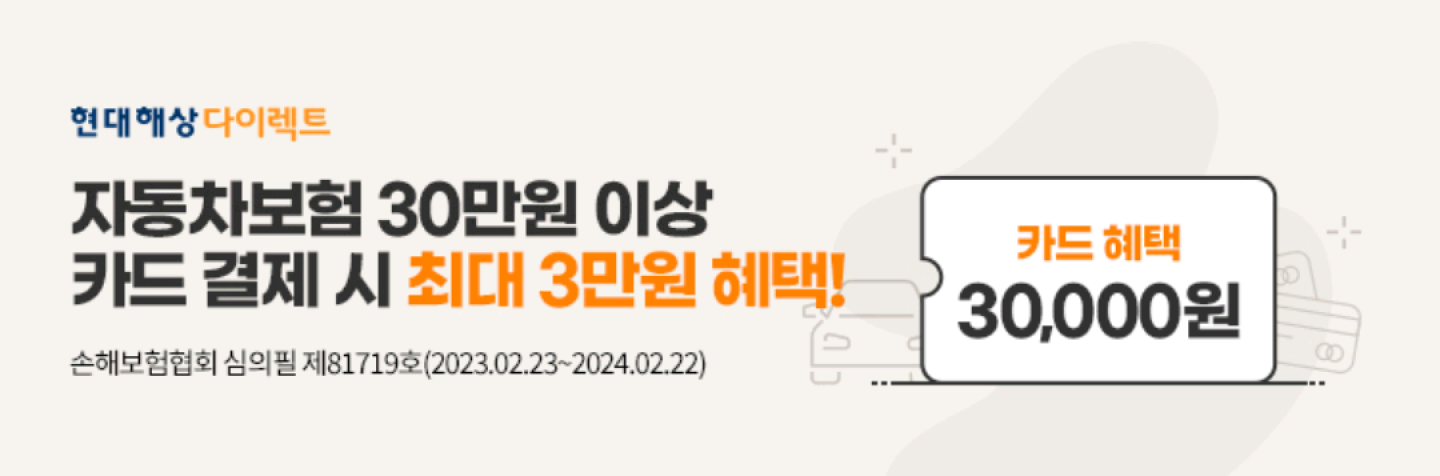 현대해상다이렉트
자동차보험 30만원 이상
카드 결제 시 최대 3만원 혜택!
손해보험협회 심의필 제81719호(2023.02.23~2024.02.22)
카드 혜택
30,000원